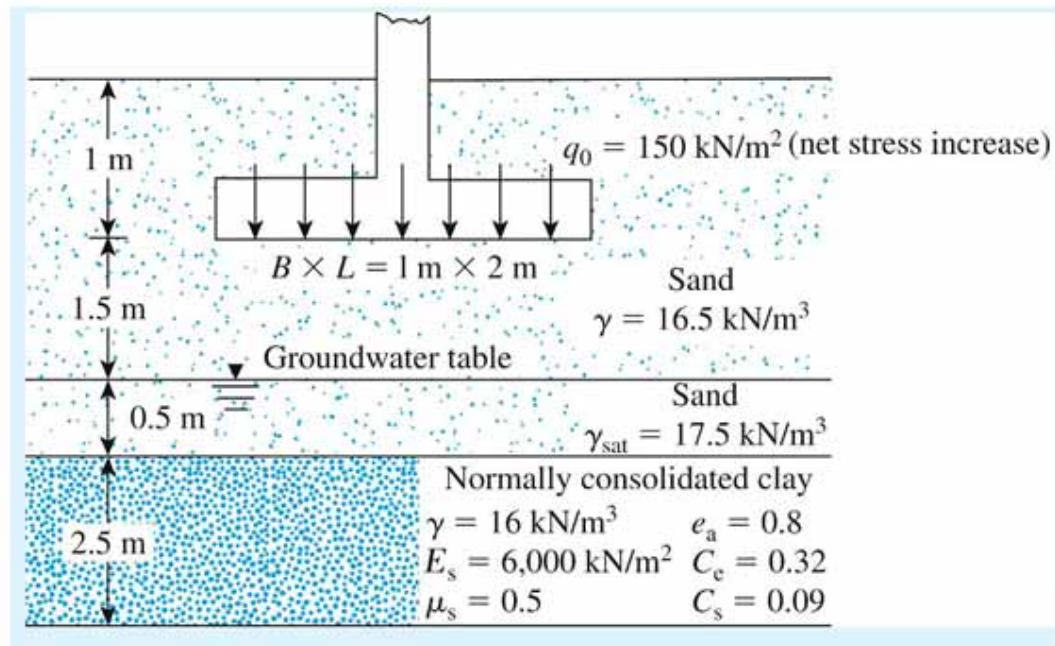 1 m
q₀ = 150 kN/m² (net stress increase)
B × L = 1 m × 2 m
Sand
1.5 m
γ = 16.5 kN/m³
Groundwater table
Sand
0.5 m
γsat = 17.5 kN/m³
Normally consolidated clay
γ = 16 kN/m³ eₐ = 0.8
2.5 m
Eₛ = 6,000 kN/m² Cₑ = 0.32
μₛ = 0.5 Cₛ = 0.09